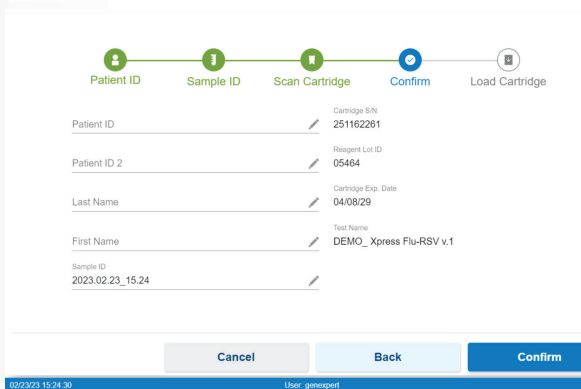 Patient ID
Sample ID
Scan Cartridge
Confirm
Load Cartridge
Patient ID
Patient ID 2
Last Name
First Name
Sample ID
2023.02.23_15.24
Cartridge S/N
251162261
Reagent Lot ID
05464
Cartridge Exp. Date
04/08/29
Test Name
DEMO_ Xpress Flu-RSV v.1
Cancel
Back
Confirm
02/23/23 15:24:30
User: genexpert